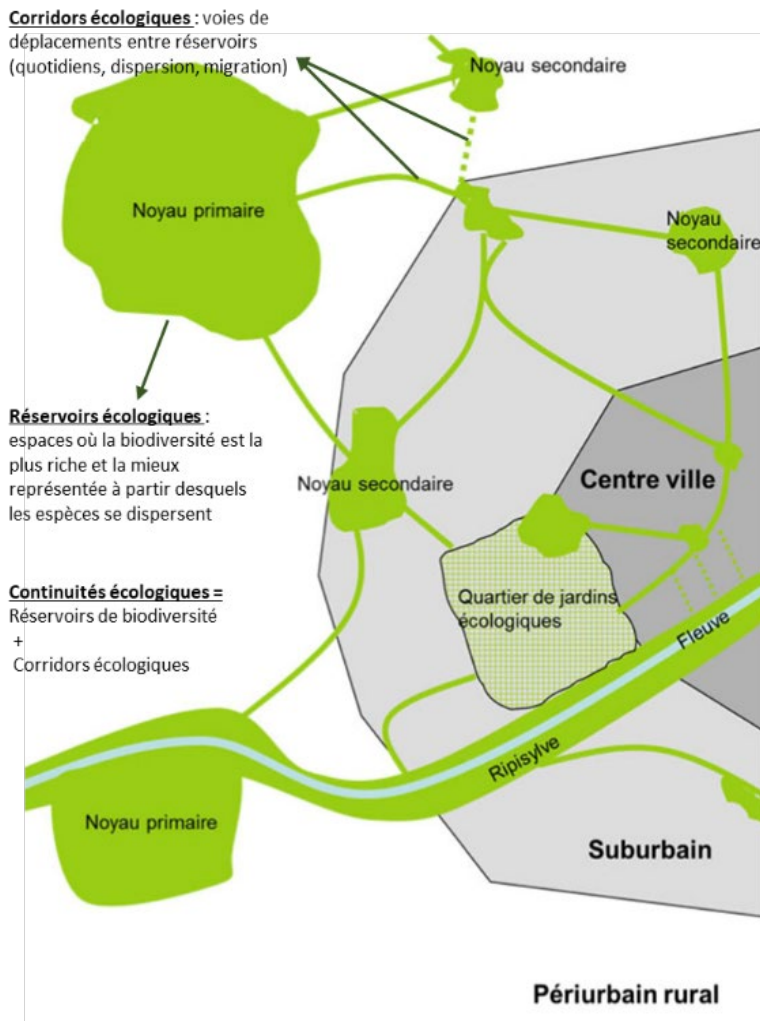 Corridors écologiques : voies de
déplacements entre réservoirs
(quotidiens, dispersion, migration)
Noyau secondaire
Noyau primaire
Noyau
secondaire
Réservoirs écologiques :
espaces où la biodiversité est la
plus riche et la mieux
représentée à partir desquels
les espèces se dispersent
Noyau secondaire
Centre ville
Continuités écologiques =
Réservoirs de biodiversité
+
Corridors écologiques
Quartier de jardins
écologiques
Fleuve
Ripisylve
Noyau primaire
Suburbain
Périurbain rural